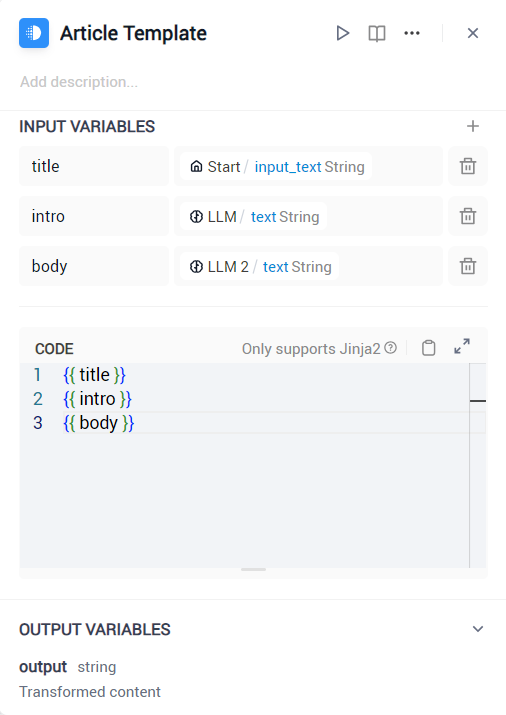 Article Template
Add description...
INPUT VARIABLES
title Start / input_text String
intro LLM / text String
body LLM 2 / text String
CODE Only supports Jinja2
1 {{ title }}
2 {{ intro }}
3 {{ body }}
OUTPUT VARIABLES
output string
Transformed content